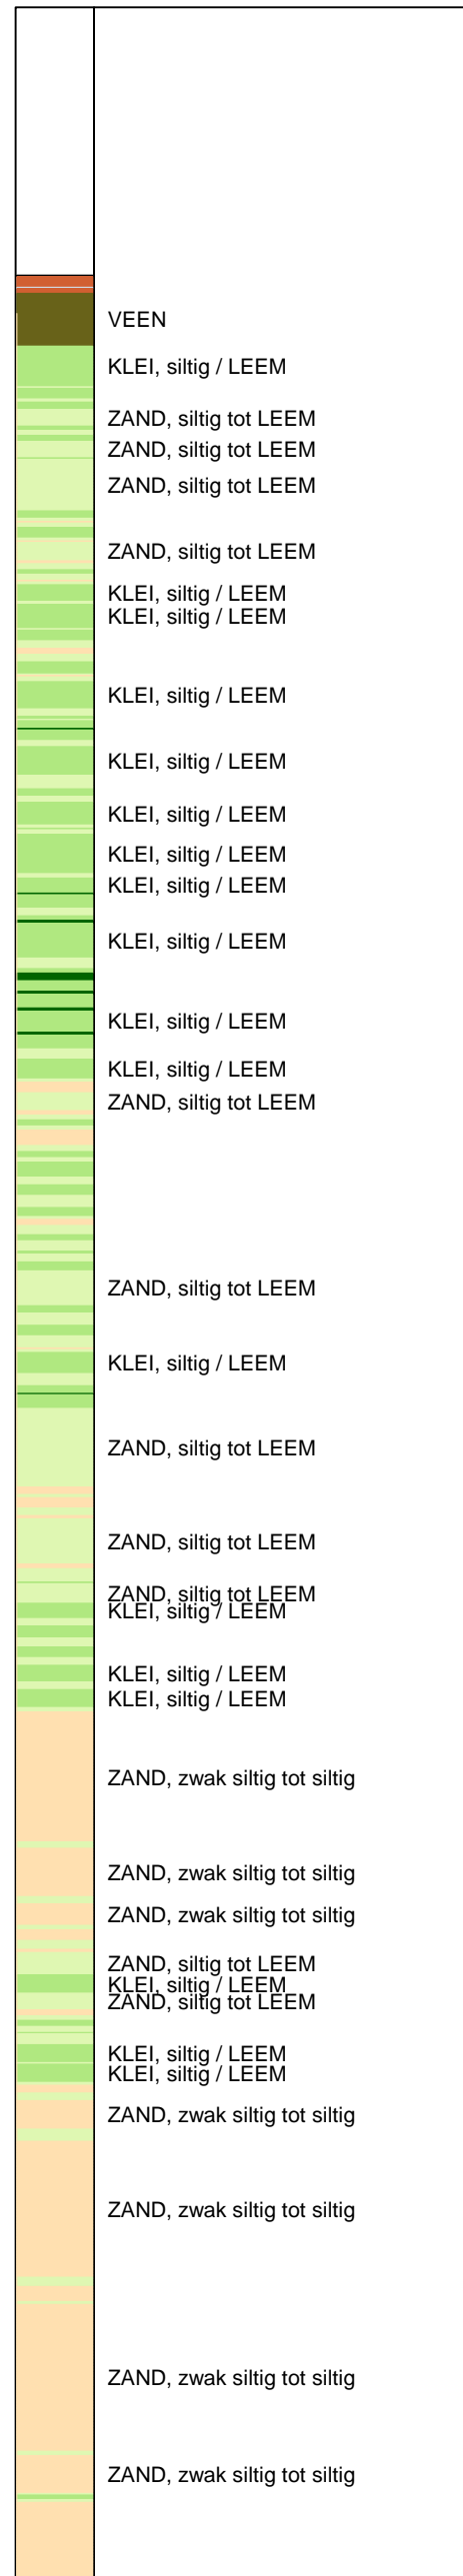 VEEN
KLEI, siltig / LEEM
ZAND, siltig tot LEEM
ZAND, siltig tot LEEM
ZAND, siltig tot LEEM
ZAND, siltig tot LEEM
KLEI, siltig / LEEM
KLEI, siltig / LEEM
KLEI, siltig / LEEM
KLEI, siltig / LEEM
KLEI, siltig / LEEM
KLEI, siltig / LEEM
KLEI, siltig / LEEM
KLEI, siltig / LEEM
KLEI, siltig / LEEM
KLEI, siltig / LEEM
ZAND, siltig tot LEEM
ZAND, siltig tot LEEM
KLEI, siltig / LEEM
ZAND, siltig tot LEEM
ZAND, siltig tot LEEM
ZAND, siltig tot LEEM
KLEI, siltig / LEEM
KLEI, siltig / LEEM
KLEI, siltig / LEEM
ZAND, zwak siltig tot siltig
ZAND, zwak siltig tot siltig
ZAND, zwak siltig tot siltig
ZAND, siltig tot LEEM
KLEI, siltig / LEEM
ZAND, siltig tot LEEM
KLEI, siltig / LEEM
KLEI, siltig / LEEM
ZAND, zwak siltig tot siltig
ZAND, zwak siltig tot siltig
ZAND, zwak siltig tot siltig
ZAND, zwak siltig tot siltig